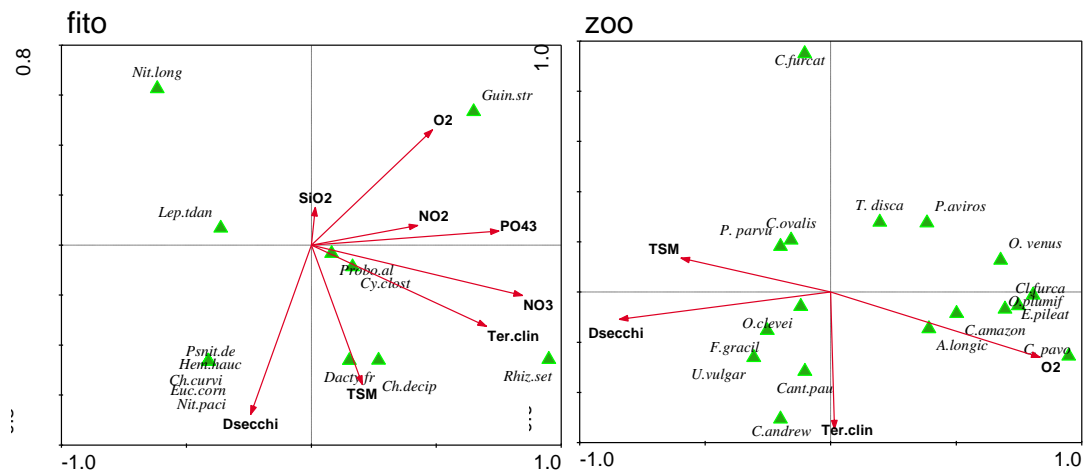 fito
zoo
0.8
1.0
Nit.long
Guin.str
O2
SiO2
NO2
PO43
Lep.tdan
Probo.al
Cy.clost
NO3
Ter.clin
Psnit.de
Hem.hauc
Ch.curvi
Euc.corn
Nit.paci
Dacty.fr
Ch.decip
Rhiz.set
TSM
Dsecchi
-1.0
1.0
C.furcat
T. disca
P.aviros
C.ovalis
P. parvu
TSM
O. venus
Cl.furca
O.plumif
E.pileat
Dsecchi
O.clevei
C.amazon
A.longic
F.gracil
C. pavo
O2
U.vulgar
Cant.pau
C.andrew
Ter.clin
-1.0
1.0